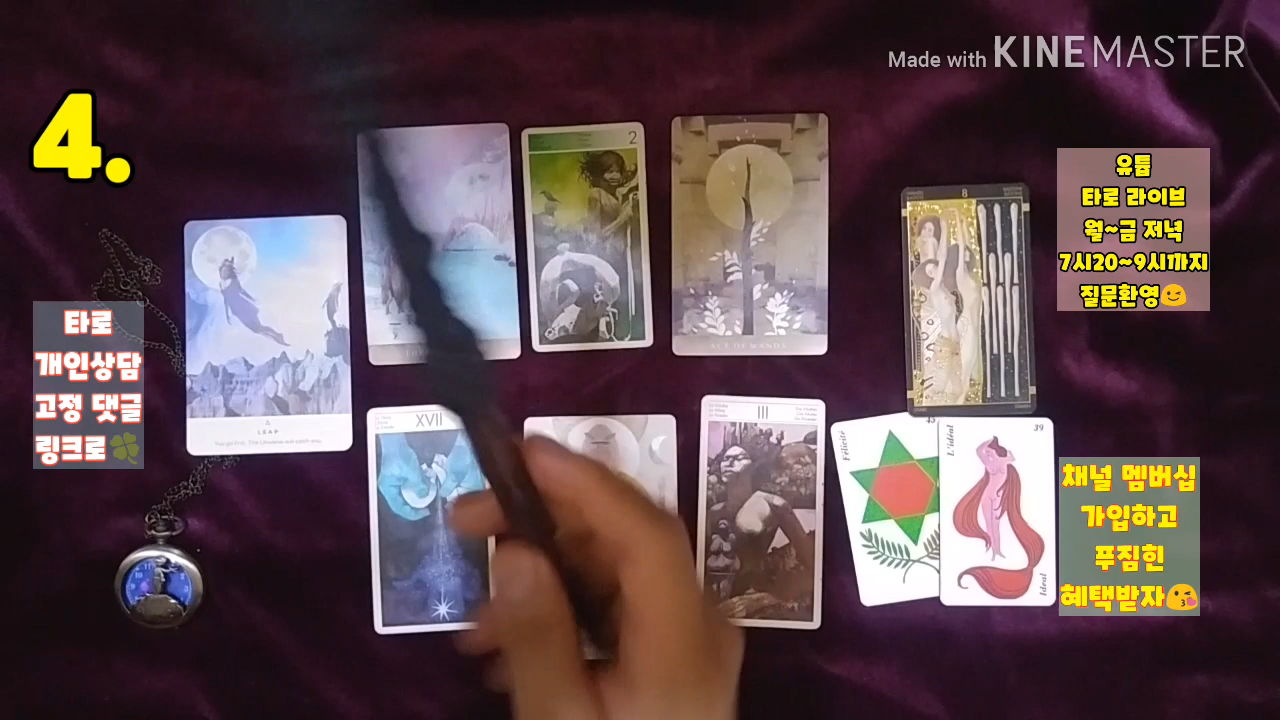 Made with KINEMASTER
4.
유튭
타로 라이브
월~금 저녁
7시20~9시까지
질문환영😊
타로
개인상담
고정 댓글
링크로🍀
채널 멤버십
가입하고
푸짐힌
혜택받자😘
2
ACE OF WANDS
8
LEAP
XVII
III
45
Félicité
39
L'idéal
Ideal